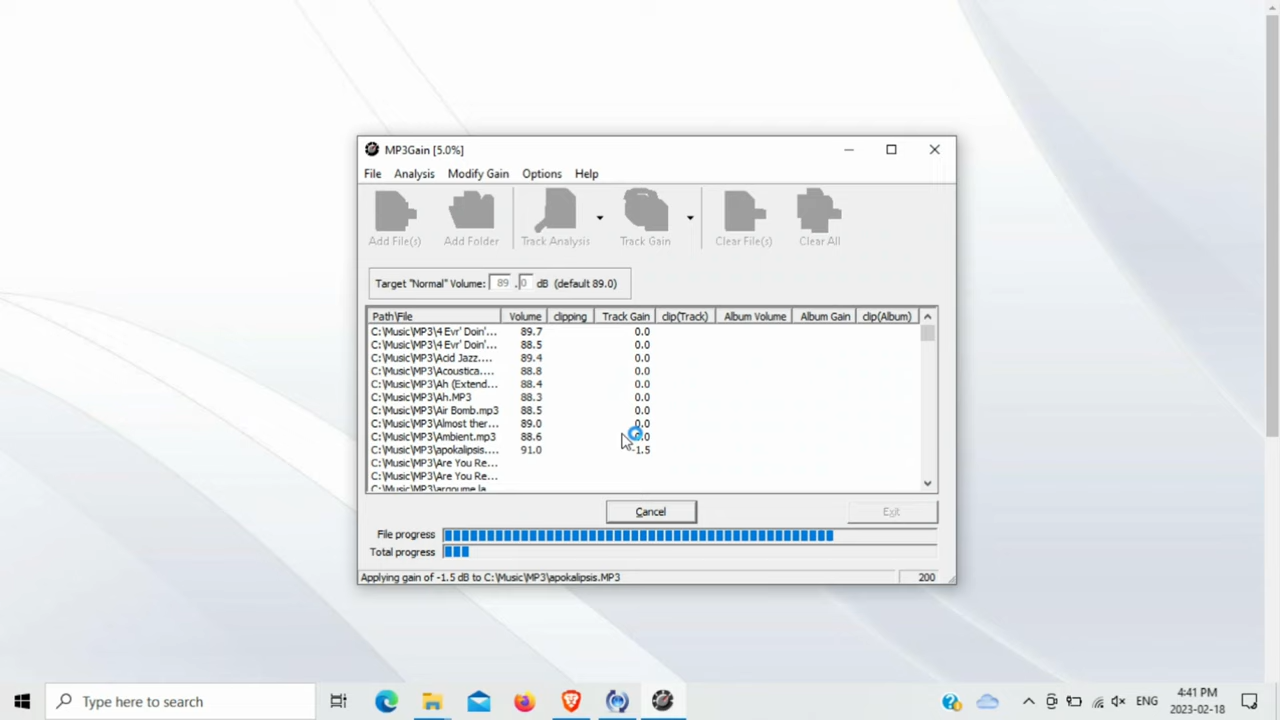 MP3Gain [5.0%]
File Analysis Modify Gain Options Help
Add File(s) Add Folder Track Analysis Track Gain Clear File(s) Clear All
Target "Normal" Volume: 89 .0 dB (default 89.0)
Path\File Volume clipping Track Gain clip(Track) Album Volume Album Gain clip(Album)
C:\Music\MP3\4 Evr' Doin'... 89.7 0.0
C:\Music\MP3\4 Evr' Doin'... 88.5 0.0
C:\Music\MP3\Acid Jazz.... 89.4 0.0
C:\Music\MP3\Acoustica.... 88.8 0.0
C:\Music\MP3\Ah (Extend... 88.4 0.0
C:\Music\MP3\Ah.MP3 88.3 0.0
C:\Music\MP3\Air Bomb.mp3 88.5 0.0
C:\Music\MP3\Almost ther... 89.0 0.0
C:\Music\MP3\Ambient.mp3 88.6
C:\Music\MP3\apokalipsis.... 91.0 -1.5
C:\Music\MP3\Are You Re...
C:\Music\MP3\Are You Re...
C:\Music\MP3\argoume la
Cancel Exit
File progress
Total progress
Applying gain of -1.5 dB to C:\Music\MP3\apokalipsis.MP3 200
Type here to search ENG 4:41 PM
2023-02-18